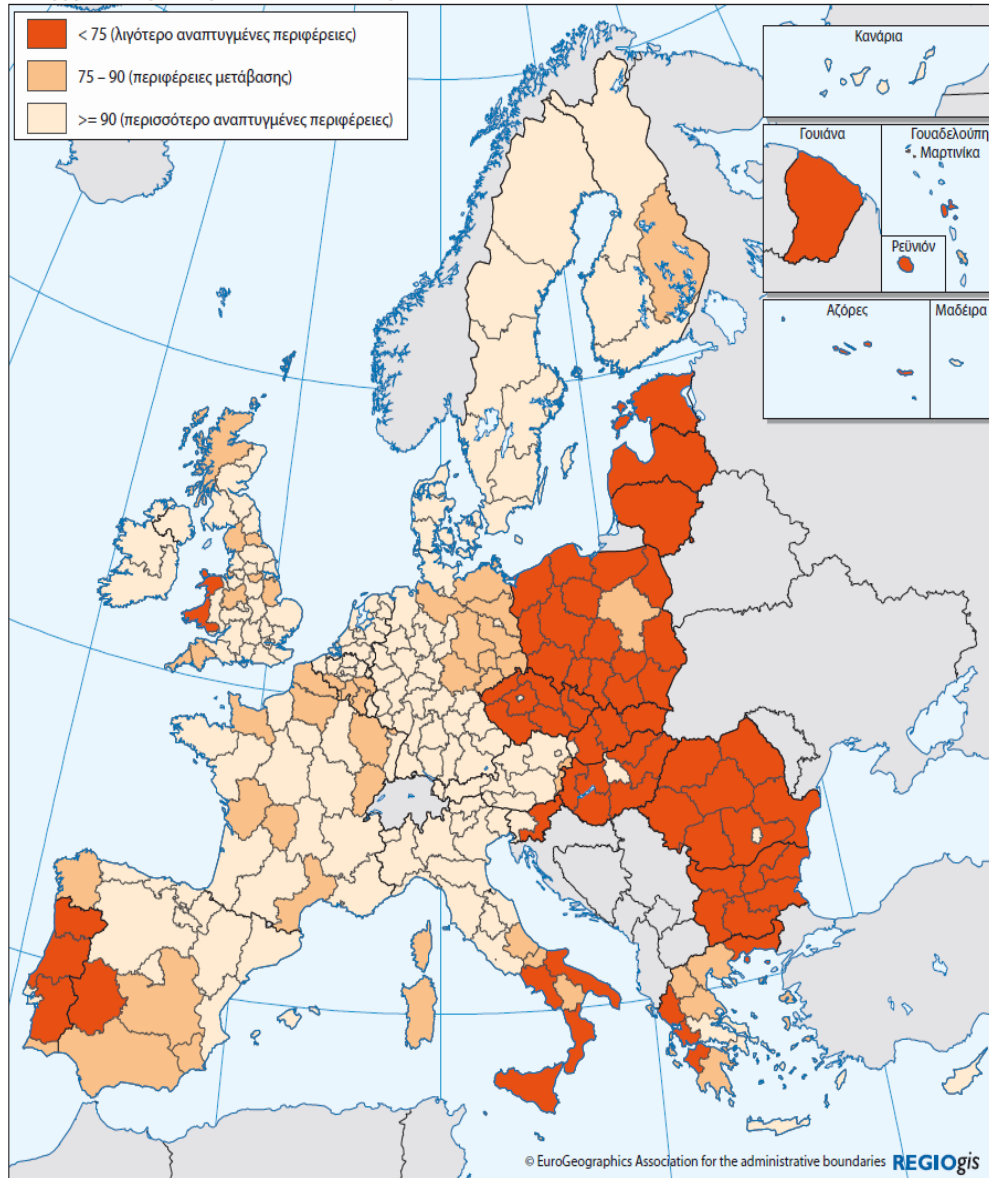 < 75 (λιγότερο αναπτυγμένες περιφέρειες)
75 – 90 (περιφέρειες μετάβασης)
>= 90 (περισσότερο αναπτυγμένες περιφέρειες)
Κανάρια
Γουιάνα
Γουαδελούπη
Μαρτινίκα
Ρεϋνιόν
Αζόρες
Μαδέιρα
© EuroGeographics Association for the administrative boundaries REGIOgis